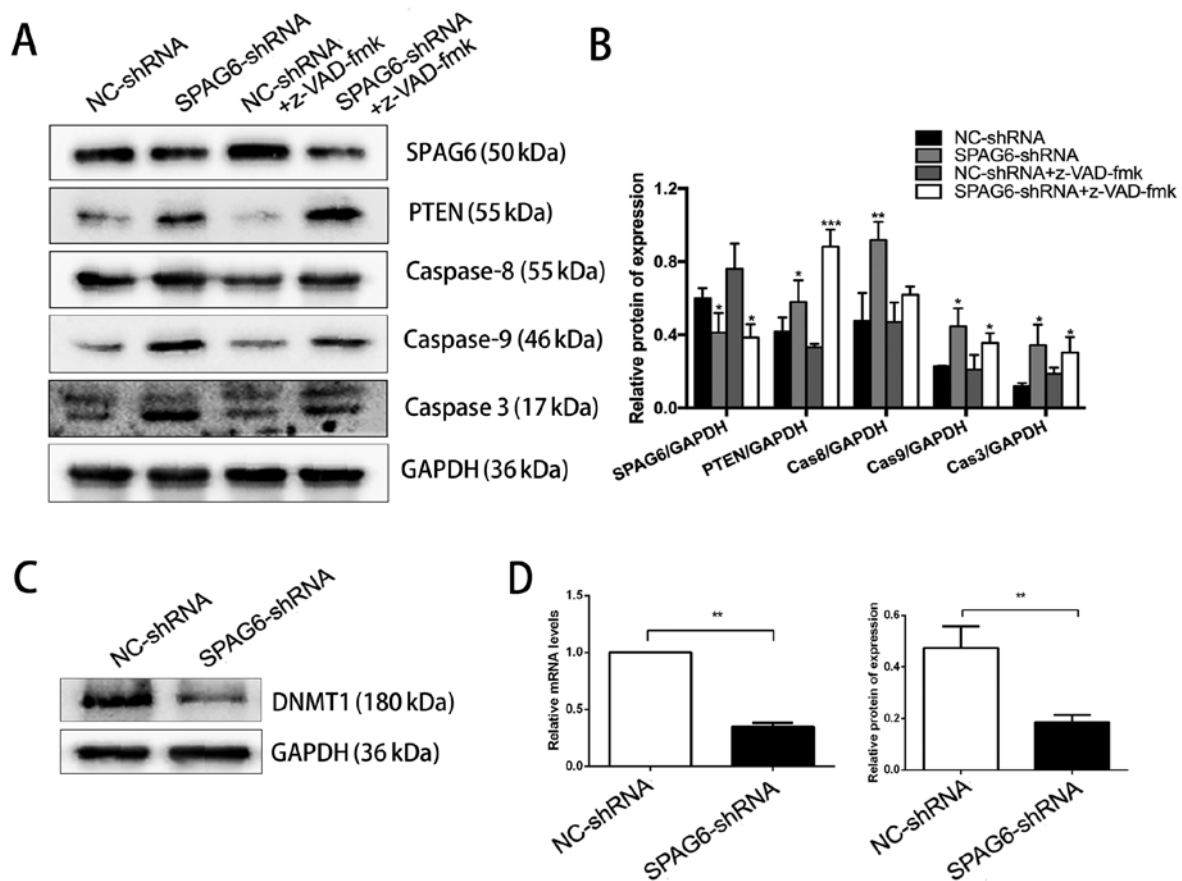 A
NC-shRNA
SPAG6-shRNA
NC-shRNA
+z-VAD-fmk
SPAG6-shRNA
+z-VAD-fmk
SPAG6 (50 kDa)
PTEN (55 kDa)
Caspase-8 (55 kDa)
Caspase-9 (46 kDa)
Caspase 3 (17 kDa)
GAPDH (36 kDa)
B
NC-shRNA
SPAG6-shRNA
NC-shRNA+z-VAD-fmk
SPAG6-shRNA+z-VAD-fmk
Relative protein of expression
1.2
0.8
0.4
0.0
*
*
*
***
**
*
*
*
*
SPAG6/GAPDH
PTEN/GAPDH
Cas8/GAPDH
Cas9/GAPDH
Cas3/GAPDH
C
NC-shRNA
SPAG6-shRNA
DNMT1 (180 kDa)
GAPDH (36 kDa)
D
Relative mRNA levels
1.5
1.0
0.5
0.0
**
NC-shRNA
SPAG6-shRNA
Relative protein of expression
0.6
0.4
0.2
0.0
**
NC-shRNA
SPAG6-shRNA